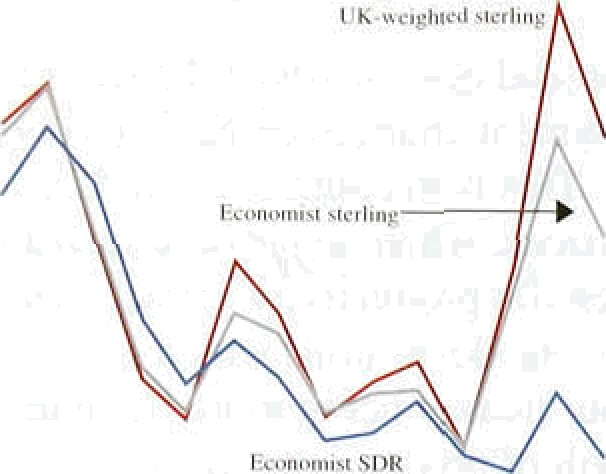 UK-weighted sterling
Economist sterling
Economist SDR